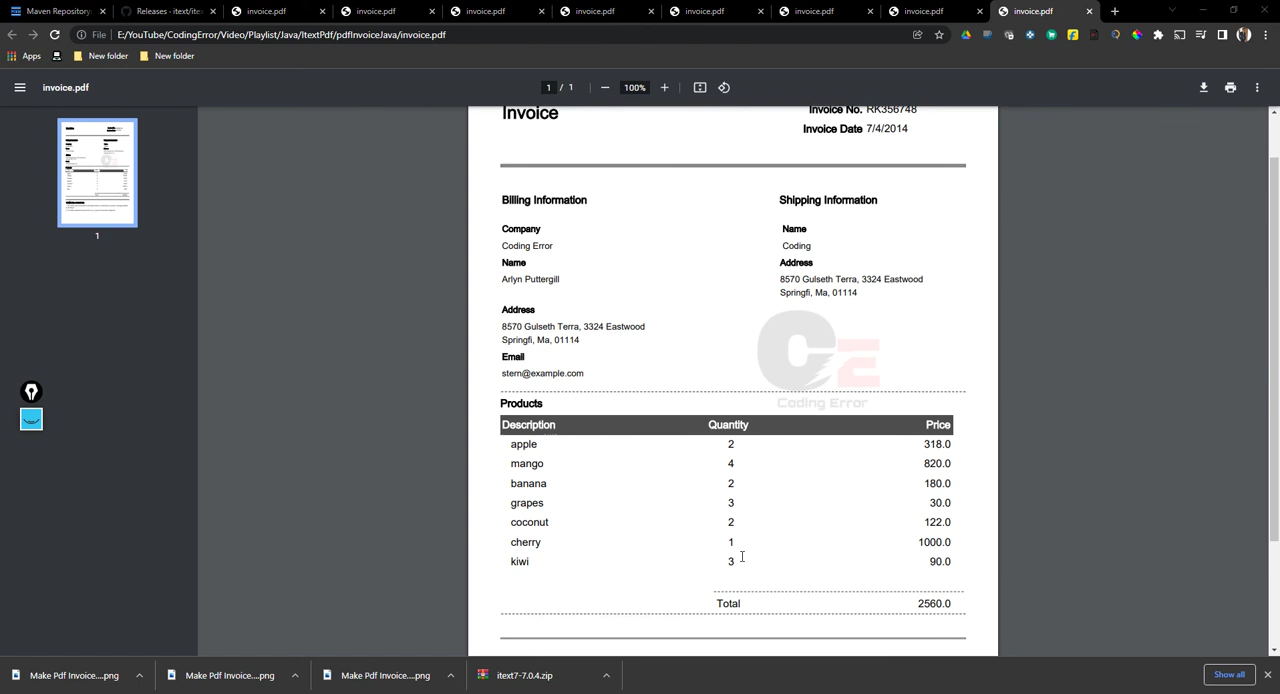 Maven Repository
Releases · itext/ite
invoice.pdf
invoice.pdf
invoice.pdf
invoice.pdf
invoice.pdf
invoice.pdf
invoice.pdf
invoice.pdf
File E:/YouTube/CodingError/Video/Playlist/Java/ItextPdf/pdfInvoiceJava/invoice.pdf
Apps New folder New folder
invoice.pdf 1 / 1 100%
Invoice
Invoice No. RK356748
Invoice Date 7/4/2014
Billing Information Shipping Information
Company Name
Coding Error Coding
Name Address
Arlyn Puttergill 8570 Gulseth Terra, 3324 Eastwood
Springfi, Ma, 01114
Address
8570 Gulseth Terra, 3324 Eastwood
Springfi, Ma, 01114
Email
stern@example.com
CE
Coding Error
Products
Description Quantity Price
apple 2 318.0
mango 4 820.0
banana 2 180.0
grapes 3 30.0
coconut 2 122.0
cherry 1 1000.0
kiwi 3 90.0
Total 2560.0
1
Make Pdf Invoice....png Make Pdf Invoice....png Make Pdf Invoice....png itext7-7.0.4.zip Show all